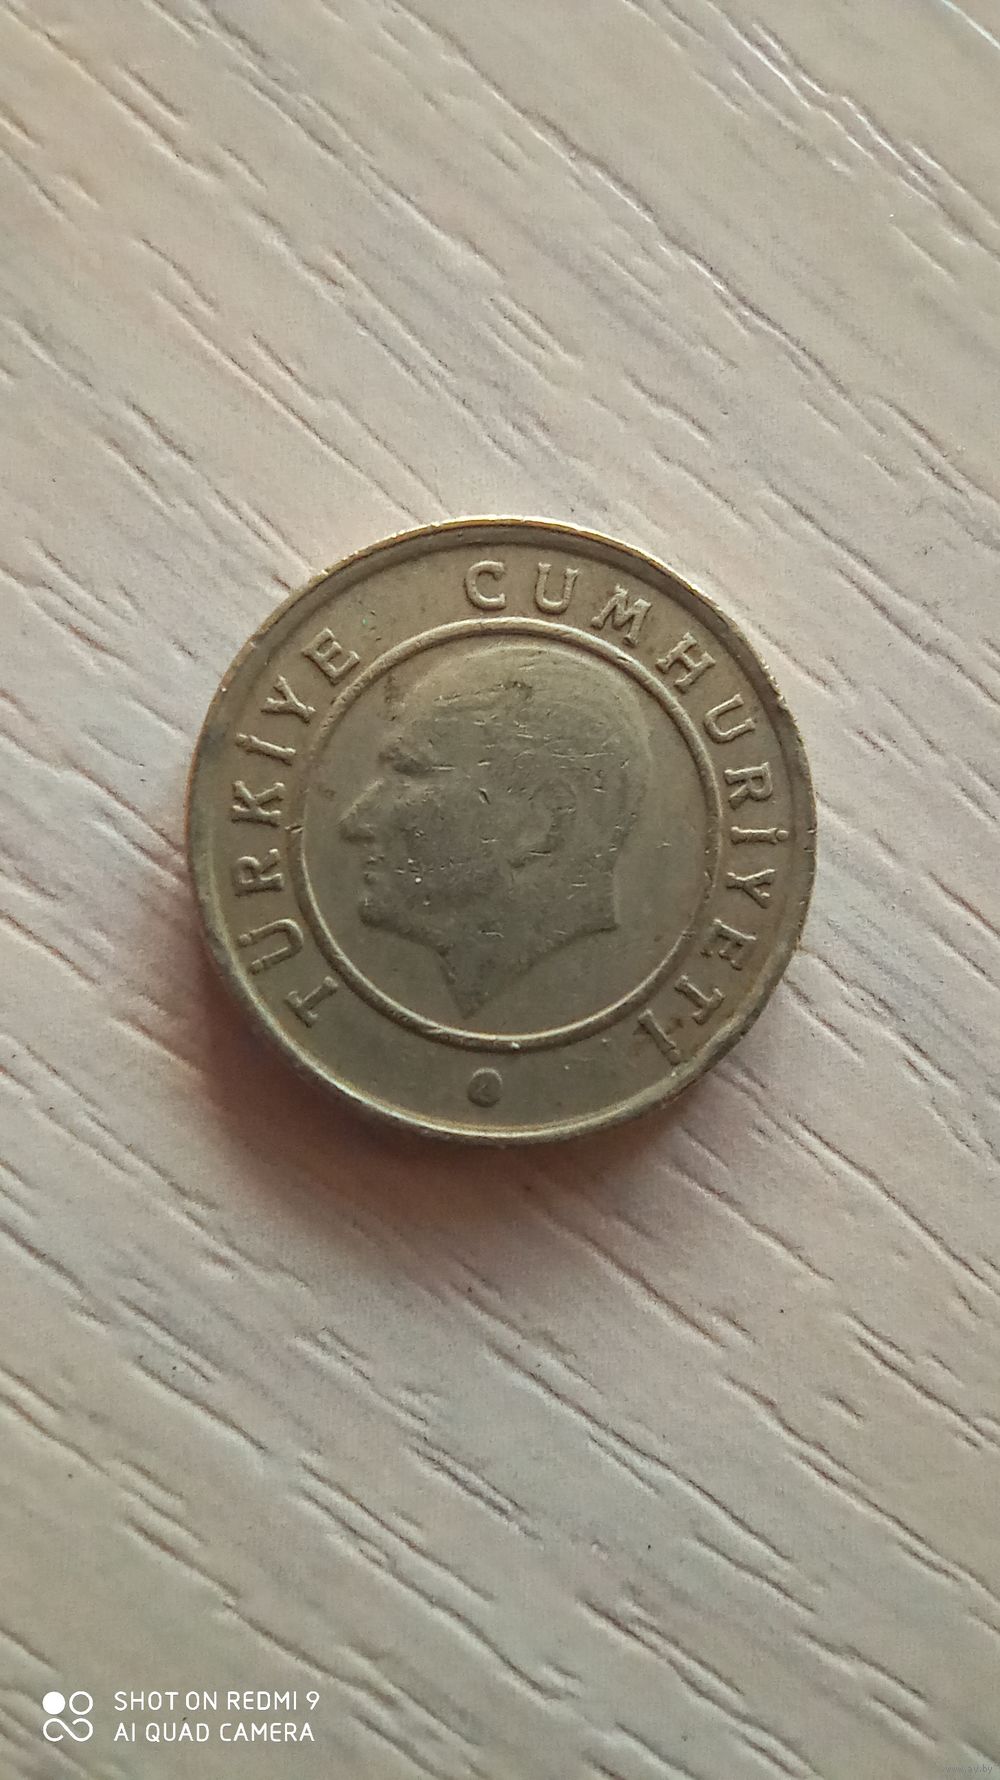 TÜRKİYE CUMHURİYETİ
SHOT ON REDMI 9
AI QUAD CAMERA